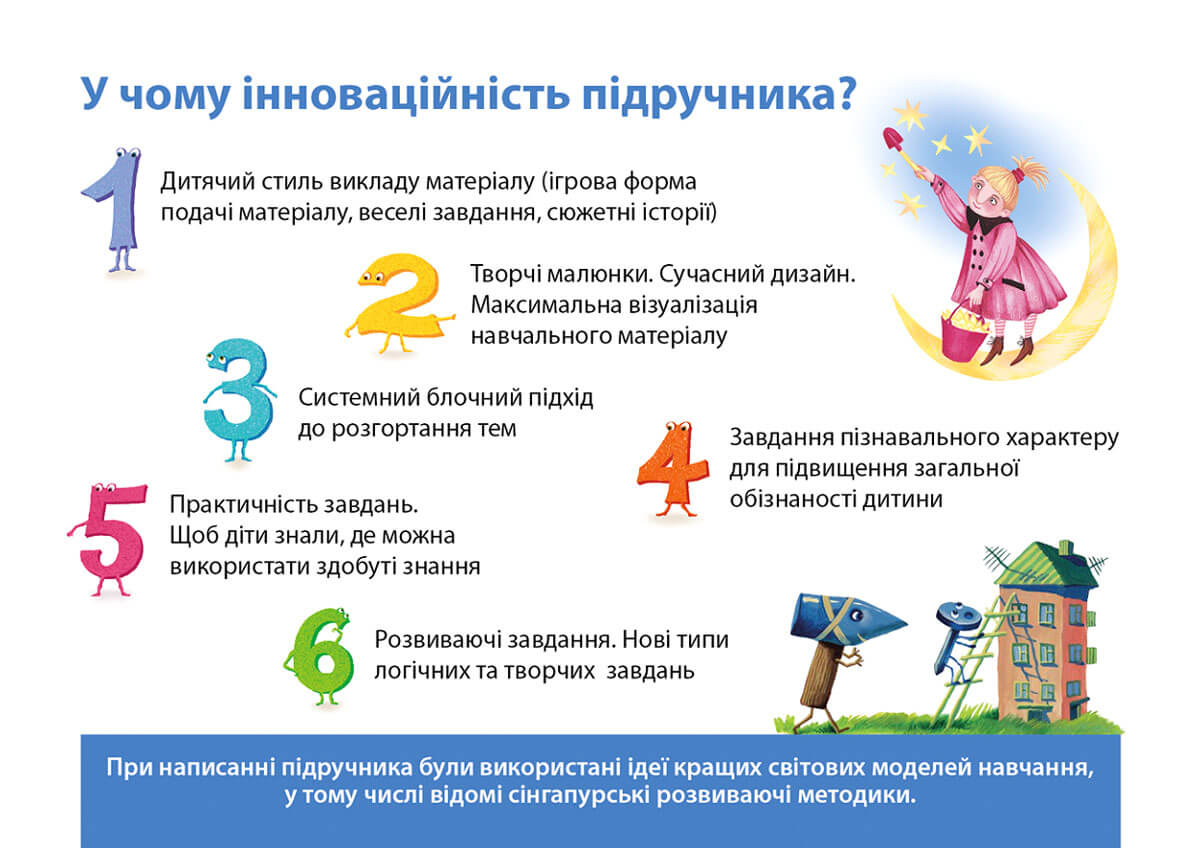 У чому інноваційність підручника?
1
Дитячий стиль викладу матеріалу (ігрова форма
подачі матеріалу, веселі завдання, сюжетні історії)
2
Творчі малюнки. Сучасний дизайн.
Максимальна візуалізація
навчального матеріалу
3
Системний блочний підхід
до розгортання тем
4
Завдання пізнавального характеру
для підвищення загальної
обізнаності дитини
5
Практичність завдань.
Щоб діти знали, де можна
використати здобуті знання
6
Розвиваючі завдання. Нові типи
логічних та творчих завдань
При написанні підручника були використані ідеї кращих світових моделей навчання,
у тому числі відомі сінгапурські розвиваючі методики.